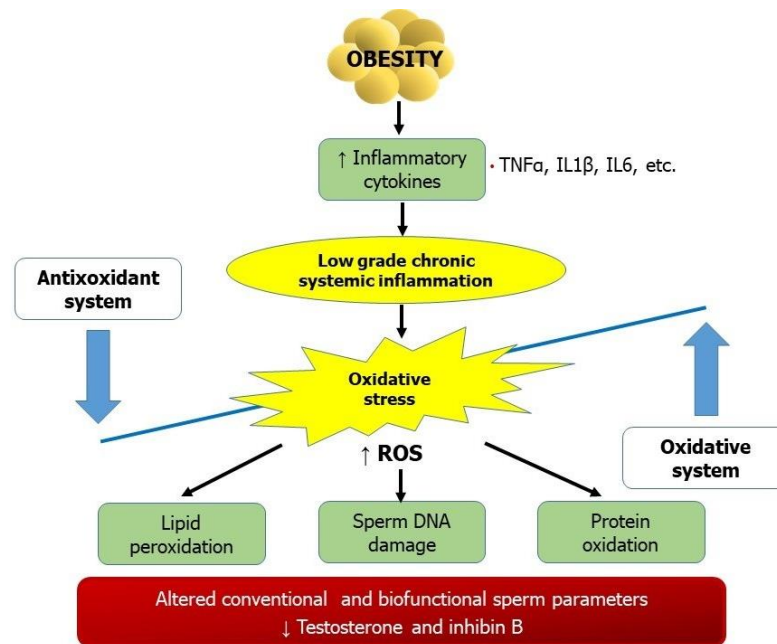 OBESITY
↑ Inflammatory
cytokines
• TNFα, IL1β, IL6, etc.
Low grade chronic
systemic inflammation
Antixoxidant
system
Oxidative
stress
↑ ROS
Oxidative
system
Lipid
peroxidation
Sperm DNA
damage
Protein
oxidation
Altered conventional and biofunctional sperm parameters
↓ Testosterone and inhibin B